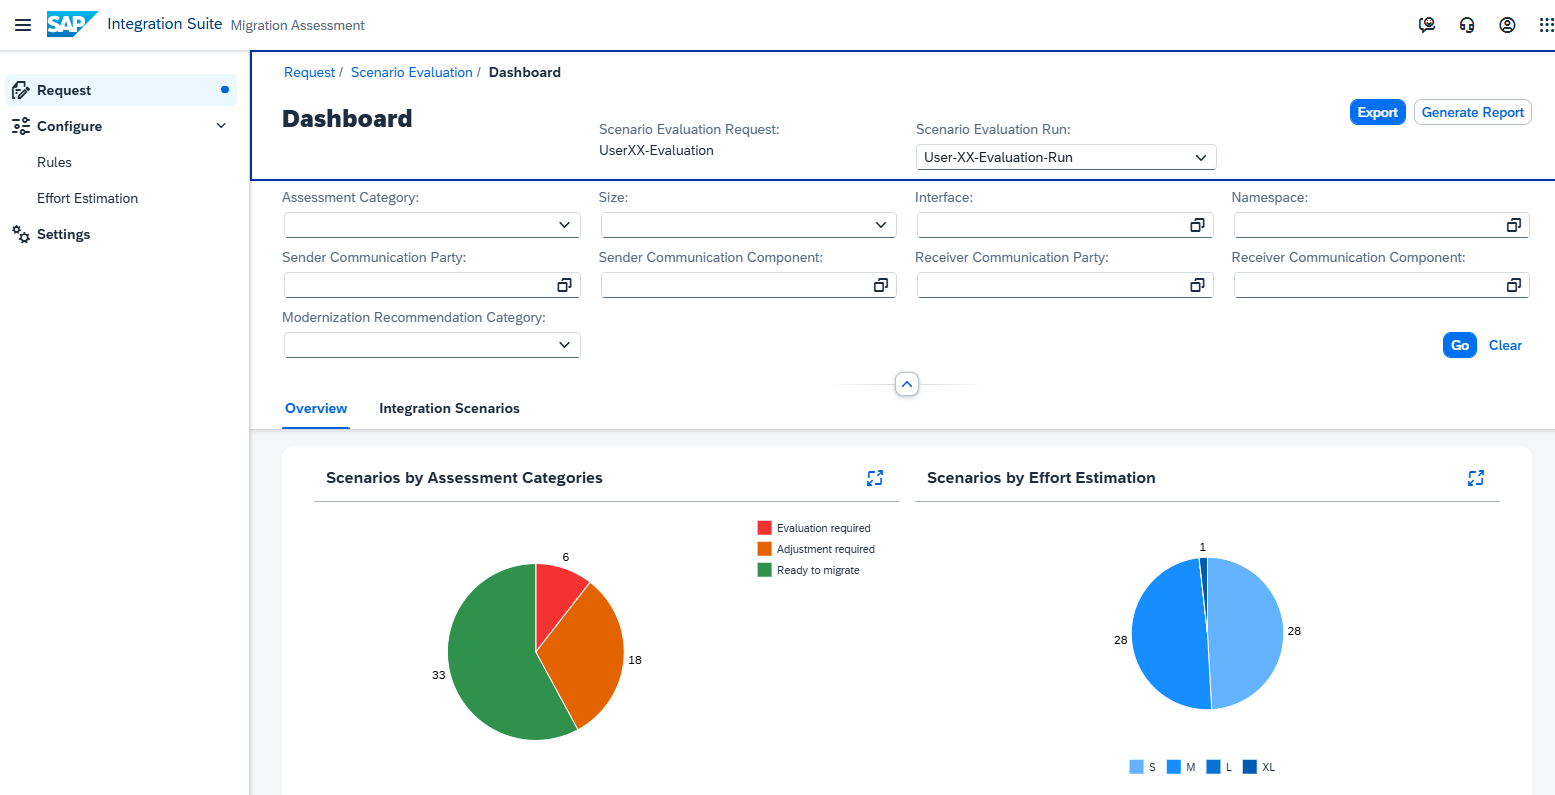 SAP Integration Suite Migration Assessment
Request
Configure
Rules
Effort Estimation
Settings
Request / Scenario Evaluation / Dashboard
Dashboard
Scenario Evaluation Request:
UserXX-Evaluation
Scenario Evaluation Run:
User-XX-Evaluation-Run
Export Generate Report
Assessment Category: Size: Interface: Namespace:
Sender Communication Party: Sender Communication Component: Receiver Communication Party: Receiver Communication Component:
Modernization Recommendation Category:
Go Clear
Overview Integration Scenarios
Scenarios by Assessment Categories
Evaluation required
Adjustment required
Ready to migrate
6
18
33
Scenarios by Effort Estimation
1
28
28
S M L XL